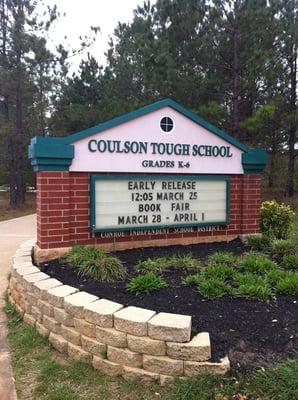 COULSON TOUGH SCHOOL
GRADES K-6
EARLY RELEASE
12:05 MARCH 25
BOOK FAIR
MARCH 28 - APRIL 1
CONROE INDEPENDENT SCHOOL DISTRICT